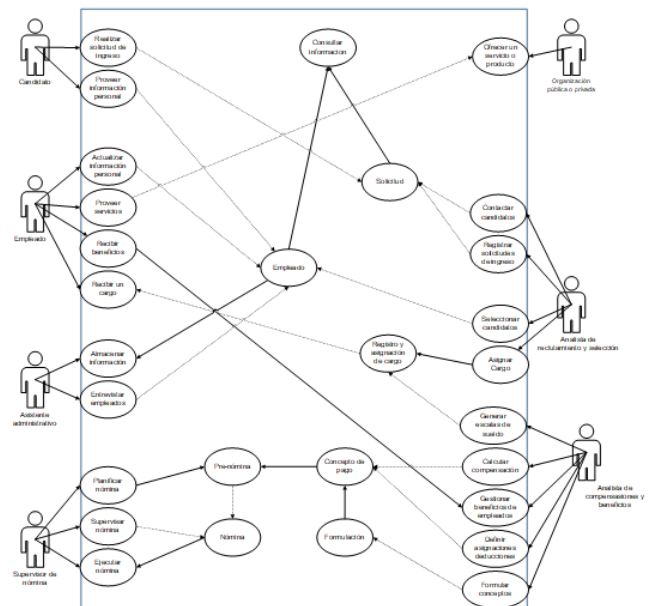 Realizar
solicitud de
ingreso
Consultar
informacion
Ofrecer un
servicio o
producto
Candidato
Proveer
información
personal
Organización
pública o privada
Actualizar
información
personal
Solicitud
Proveer
servicios
Contactar
candidatos
Empleado
Recibir
beneficios
Registrar
solicitudes
de ingreso
Empleado
Recibir un
cargo
Seleccionar
candidatos
Analista
de reclutamiento y selección
Almacenar
información
Registro y
asignación
de cargo
Asignar
Cargo
Entrevistar
empleados
Asistente
administrativo
Generar
escalas de
sueldo
Planificar
nómina
Pre-nómina
Concepto de
pago
Calcular
compensación
Analista de
compensasiones y
beneficios
Gestionar
beneficios de
empleados
Supervisar
nómina
Nómina
Formulación
Definir
asignaciones
deducciones
Ejecutar
nómina
Supervisor de
nómina
Formular
conceptos